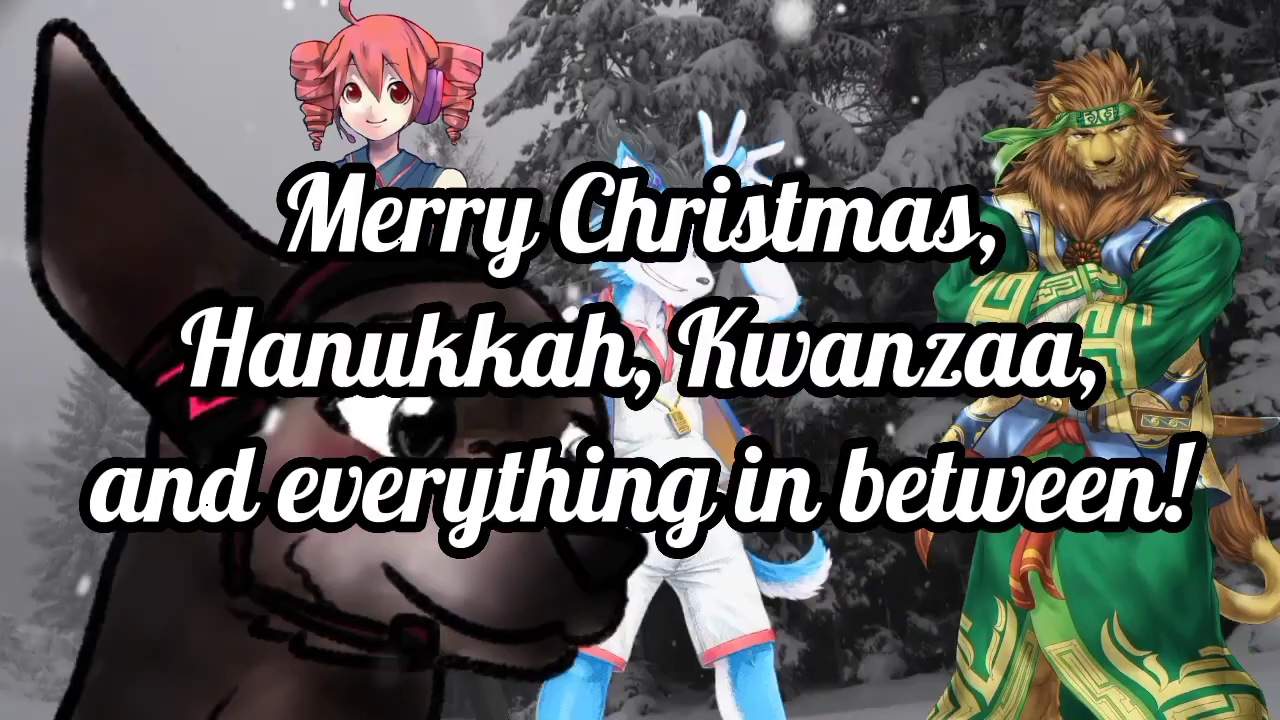 Merry Christmas,
Hanukkah, Kwanzaa,
and everything in between!